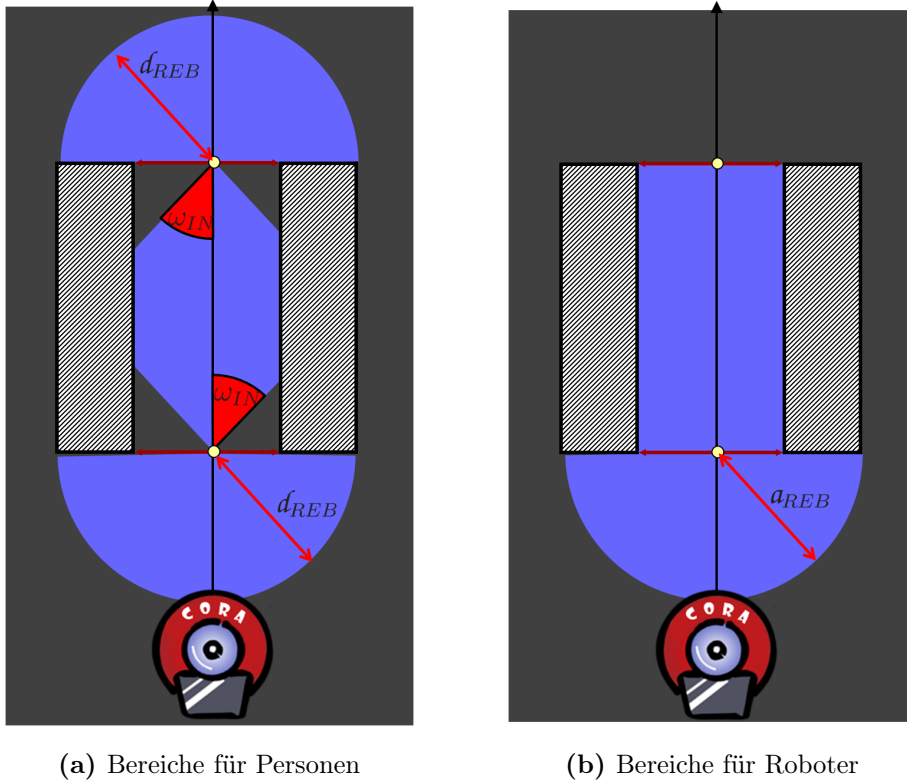 d_REB
ω_IN
ω_IN
d_REB
CORA
(a) Bereiche für Personen
a_REB
CORA
(b) Bereiche für Roboter